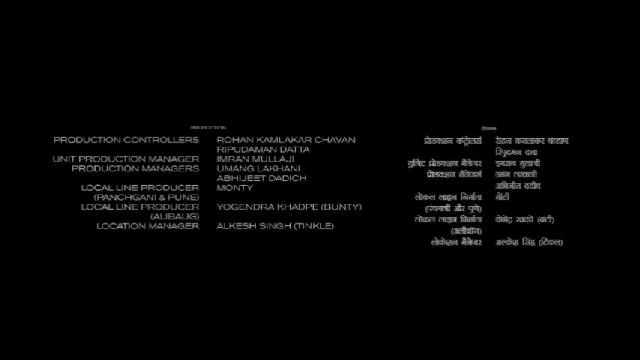 PRODUCTION CONTROLLERS ROHAN KAMLAKAR CHAVAN
RIPUDAMAN DATTA
UNIT PRODUCTION MANAGER IMRAN MULLAJI
PRODUCTION MANAGERS UMANG LAKHANI
ABHIJEET DADICH
LOCAL LINE PRODUCER MONTY
(PANCHGANI & PUNE)
LOCAL LINE PRODUCER YOGENDRA KHADPE (BUNTY)
(ALIBAUG)
LOCATION MANAGER ALKESH SINGH (TINKLE)
प्रोडक्शन कंट्रोलर्स रोहन कमलाकर चव्हाण
रिपुदमन दत्ता
युनिट प्रोडक्शन मैनेजर इमरान मुलाजी
प्रोडक्शन मैनेजर्स उमंग लखानी
अभिजीत दधीच
लोकल लाइन निर्माता मोंटी
(पंचगनी और पुणे)
लोकल लाइन निर्माता योगेंद्र खडपे (बंटी)
(अलीबाग)
लोकेशन मैनेजर अल्केश सिंह (टिंकल)